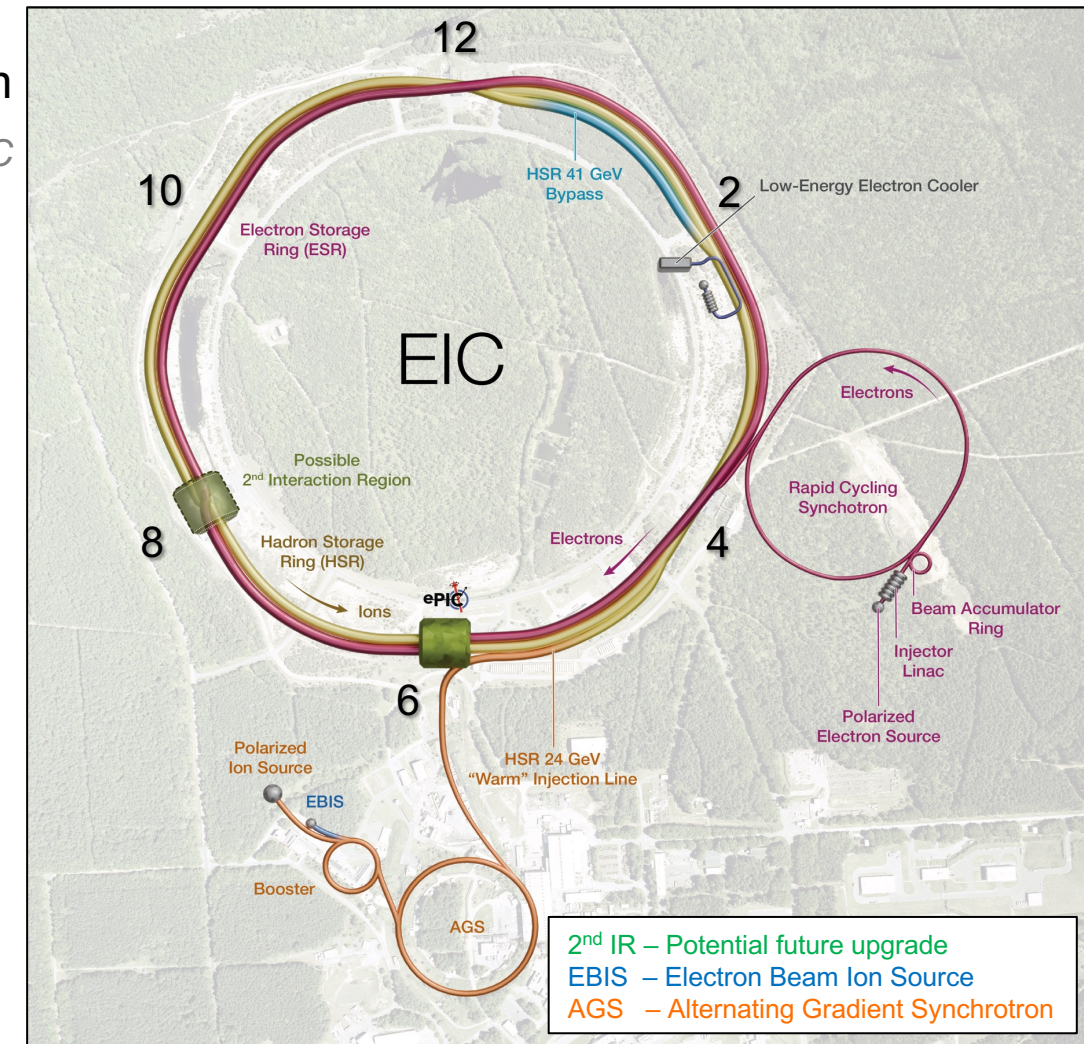 12
n
C
10
HSR 41 GeV
Bypass
2
Low-Energy Electron Cooler
Electron Storage
Ring (ESR)
EIC
Electrons
Possible
2nd Interaction Region
Rapid Cycling
Synchotron
8
Hadron Storage
Ring (HSR)
Electrons
4
Ions
ePIC
Beam Accumulator
Ring
Injector
Linac
6
Polarized
Electron Source
Polarized
Ion Source
HSR 24 GeV
“Warm” Injection Line
EBIS
Booster
AGS
2nd IR – Potential future upgrade
EBIS – Electron Beam Ion Source
AGS – Alternating Gradient Synchrotron